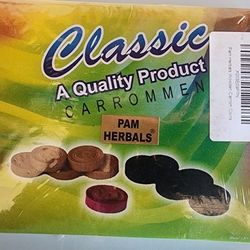 Classic
A Quality Product
CARROMMEN
PAM
HERBALS®